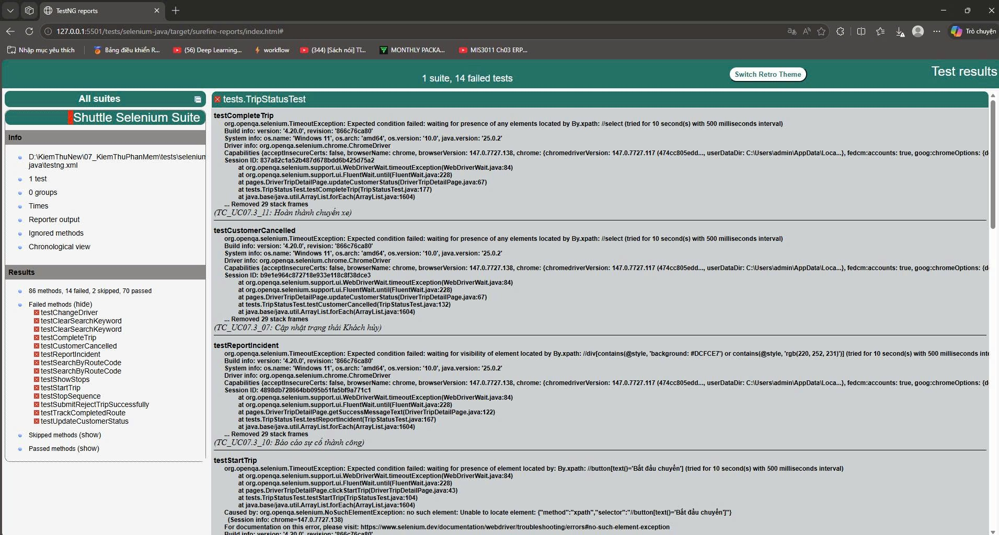 TestNG reports
127.0.0.1:5501/tests/selenium-java/target/surefire-reports/index.html#
Trò chuyện
Nhập mục yêu thích
Bảng điều khiển R...
(56) Deep Learning...
workflow
(344) [Sách nói] Tĩ...
MONTHLY PACKA...
MIS3011 Ch03 ERP...
1 suite, 14 failed tests
Switch Retro Theme
Test results
All suites
Shuttle Selenium Suite
Info
D:\KiemThuNew\07_KiemThuPhanMem\tests\selenium
java\testng.xml
1 test
0 groups
Times
Reporter output
Ignored methods
Chronological view
Results
86 methods, 14 failed, 2 skipped, 70 passed
Failed methods (hide)
testChangeDriver
testClearSearchKeyword
testClearSearchKeyword
testCompleteTrip
testCustomerCancelled
testReportIncident
testSearchByRouteCode
testSearchByRouteCode
testShowStops
testStartTrip
testStopSequence
testSubmitRejectTripSuccessfully
testTrackCompletedRoute
testUpdateCustomerStatus
Skipped methods (show)
Passed methods (show)
tests.TripStatusTest
testCompleteTrip
org.openqa.selenium.TimeoutException: Expected condition failed: waiting for presence of any elements located by By.xpath: //select (tried for 10 second(s) with 500 milliseconds interval)
Build info: version: '4.20.0', revision: '866c76ca80'
System info: os.name: 'Windows 11', os.arch: 'amd64', os.version: '10.0', java.version: '25.0.2'
Driver info: org.openqa.selenium.chrome.ChromeDriver
Capabilities {acceptInsecureCerts: false, browserName: chrome, browserVersion: 147.0.7727.138, chrome: {chromedriverVersion: 147.0.7727.117 (474cc805edd..., userDataDir: C:\Users\admin\AppData\Loca...}, fedcm:accounts: true, goog:chromeOptions: {d
Session ID: 837a82c1a52b487d678bdd6b425d75a2
at org.openqa.selenium.support.ui.WebDriverWait.timeoutException(WebDriverWait.java:84)
at org.openqa.selenium.support.ui.FluentWait.until(FluentWait.java:228)
at pages.DriverTripDetailPage.updateCustomerStatus(DriverTripDetailPage.java:67)
at tests.TripStatusTest.testCompleteTrip(TripStatusTest.java:177)
at java.base/java.util.ArrayList.forEach(ArrayList.java:1604)
... Removed 29 stack frames
(TC_UC07.3_11: Hoàn thành chuyến xe)
testCustomerCancelled
org.openqa.selenium.TimeoutException: Expected condition failed: waiting for presence of any elements located by By.xpath: //select (tried for 10 second(s) with 500 milliseconds interval)
Build info: version: '4.20.0', revision: '866c76ca80'
System info: os.name: 'Windows 11', os.arch: 'amd64', os.version: '10.0', java.version: '25.0.2'
Driver info: org.openqa.selenium.chrome.ChromeDriver
Capabilities {acceptInsecureCerts: false, browserName: chrome, browserVersion: 147.0.7727.138, chrome: {chromedriverVersion: 147.0.7727.117 (474cc805edd..., userDataDir: C:\Users\admin\AppData\Loca...}, fedcm:accounts: true, goog:chromeOptions: {d
Session ID: b9e1e964c872718e933e118c8f38dce3
at org.openqa.selenium.support.ui.WebDriverWait.timeoutException(WebDriverWait.java:84)
at org.openqa.selenium.support.ui.FluentWait.until(FluentWait.java:228)
at pages.DriverTripDetailPage.updateCustomerStatus(DriverTripDetailPage.java:67)
at tests.TripStatusTest.testCustomerCancelled(TripStatusTest.java:132)
at java.base/java.util.ArrayList.forEach(ArrayList.java:1604)
... Removed 29 stack frames
(TC_UC07.3_07: Cập nhật trạng thái Khách hủy)
testReportIncident
org.openqa.selenium.TimeoutException: Expected condition failed: waiting for visibility of element located by By.xpath: //div[contains(@style, 'background: #DCFCE7') or contains(@style, 'rgb(220, 252, 231)')] (tried for 10 second(s) with 500 milliseconds inte
Build info: version: '4.20.0', revision: '866c76ca80'
System info: os.name: 'Windows 11', os.arch: 'amd64', os.version: '10.0', java.version: '25.0.2'
Driver info: org.openqa.selenium.chrome.ChromeDriver
Capabilities {acceptInsecureCerts: false, browserName: chrome, browserVersion: 147.0.7727.138, chrome: {chromedriverVersion: 147.0.7727.117 (474cc805edd..., userDataDir: C:\Users\admin\AppData\Loca...}, fedcm:accounts: true, goog:chromeOptions: {d
Session ID: 4898db728664bb095b51fa5bf9a771c1
at org.openqa.selenium.support.ui.WebDriverWait.timeoutException(WebDriverWait.java:84)
at org.openqa.selenium.support.ui.FluentWait.until(FluentWait.java:228)
at pages.DriverTripDetailPage.getSuccessMessageText(DriverTripDetailPage.java:122)
at tests.TripStatusTest.testReportIncident(TripStatusTest.java:167)
at java.base/java.util.ArrayList.forEach(ArrayList.java:1604)
... Removed 29 stack frames
(TC_UC07.3_10: Báo cáo sự cố thành công)
testStartTrip
org.openqa.selenium.TimeoutException: Expected condition failed: waiting for presence of element located by: By.xpath: //button[text()='Bắt đầu chuyến'] (tried for 10 second(s) with 500 milliseconds interval)
at org.openqa.selenium.support.ui.WebDriverWait.timeoutException(WebDriverWait.java:84)
at org.openqa.selenium.support.ui.FluentWait.until(FluentWait.java:228)
at pages.DriverTripDetailPage.clickStartTrip(DriverTripDetailPage.java:43)
at tests.TripStatusTest.testStartTrip(TripStatusTest.java:104)
at java.base/java.util.ArrayList.forEach(ArrayList.java:1604)
Caused by: org.openqa.selenium.NoSuchElementException: no such element: Unable to locate element: {"method":"xpath","selector":"//button[text()='Bắt đầu chuyến']"}
(Session info: chrome=147.0.7727.138)
For documentation on this error, please visit: https://www.selenium.dev/documentation/webdriver/troubleshooting/errors#no-such-element-exception
Build info: version: '4.20.0', revision: '866c76ca80'